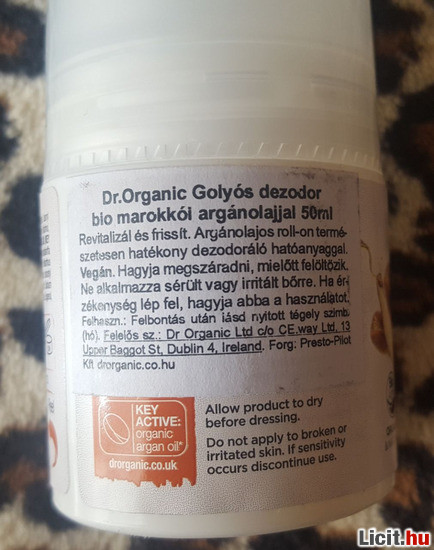 Dr.Organic Golyós dezodor
bio marokkói argánolajjal 50ml
Revitalizál és frissít. Argánolajos roll-on termé-
szetesen hatékony dezodoráló hatóanyaggal.
Vegán. Hagyja megszáradni, mielőtt felöltözik.
Ne alkalmazza sérült vagy irritált bőrre. Ha ér-
zékenység lép fel, hagyja abba a használatot.
Felhaszn.: Felbontás után lásd nyitott tégely szimb.
(hó). Felelős sz.: Dr Organic Ltd c/o CE.way Ltd, 13
Upper Baggot St, Dublin 4, Ireland. Forg: Presto-Pilot
Kft drorganic.co.hu
KEY
ACTIVE:
organic
argan oil*
drorganic.co.uk
Allow product to dry
before dressing.
Do not apply to broken or
irritated skin. If sensitivity
occurs discontinue use.
Licit.hu